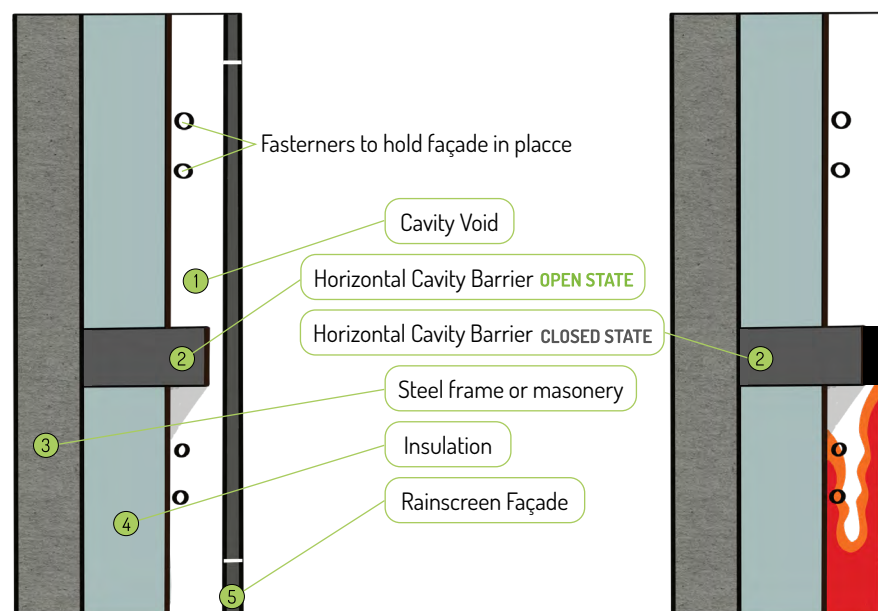 Fasterners to hold façade in placce
Cavity Void
1
Horizontal Cavity Barrier OPEN STATE
Horizontal Cavity Barrier CLOSED STATE
2
2
Steel frame or masonery
3
Insulation
Rainscreen Façade
4
5